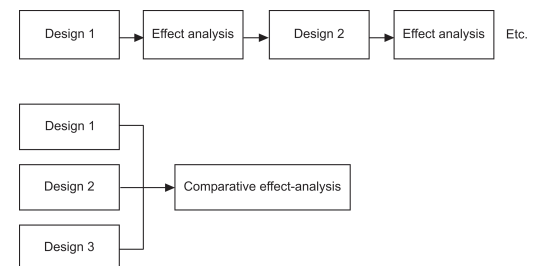 Design 1 Effect analysis Design 2 Effect analysis Etc.
Design 1
Design 2 Comparative effect-analysis
Design 3